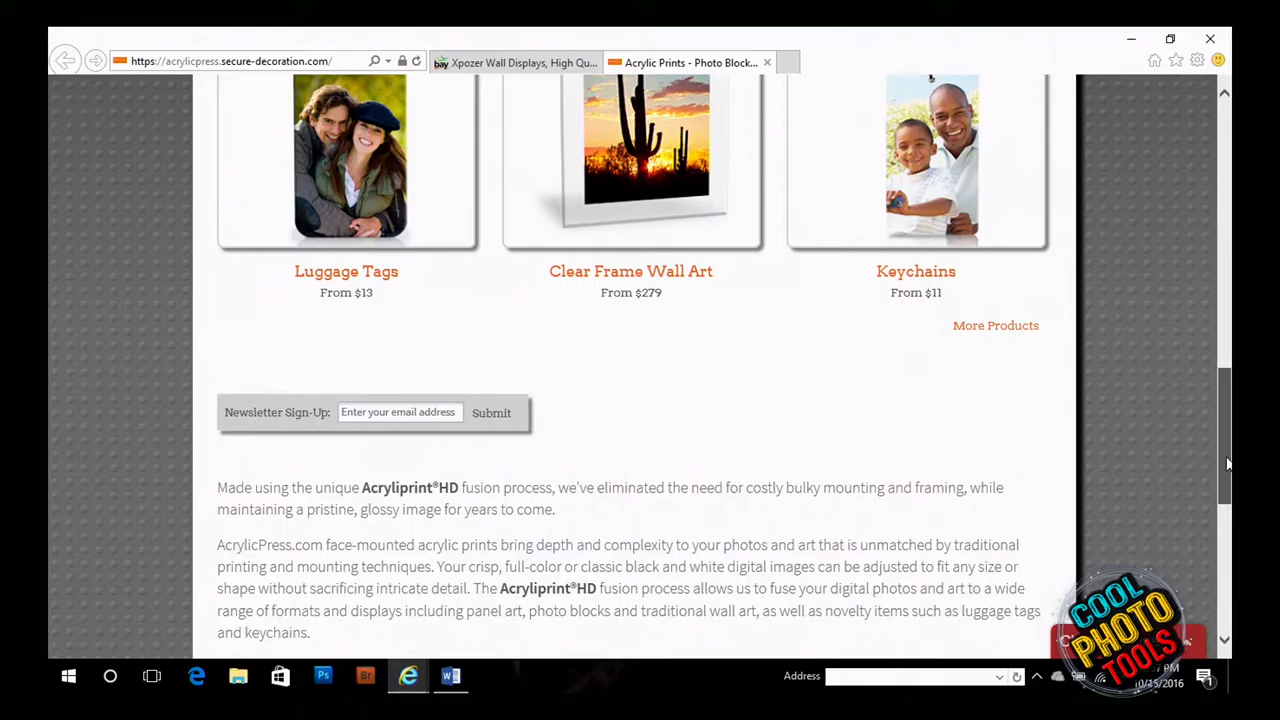 https://acrylicpress.secure-decoration.com/
bay Xpozer Wall Displays, High Qu...
Acrylic Prints - Photo Block...
Luggage Tags
Clear Frame Wall Art
Keychains
From $13
From $279
From $11
More Products
Newsletter Sign-Up:
Enter your email address
Submit
Made using the unique Acryliprint®HD fusion process, we've eliminated the need for costly bulky mounting and framing, while
maintaining a pristine, glossy image for years to come.
AcrylicPress.com face-mounted acrylic prints bring depth and complexity to your photos and art that is unmatched by traditional
printing and mounting techniques. Your crisp, full-color or classic black and white digital images can be adjusted to fit any size or
shape without sacrificing intricate detail. The Acryliprint®HD fusion process allows us to fuse your digital photos and art to a wide
range of formats and displays including panel art, photo blocks and traditional wall art, as well as novelty items such as luggage tags
and keychains.
COOL
PHOTO
TOOLS
Ps
Br
Address
PM
10/15/2016
1